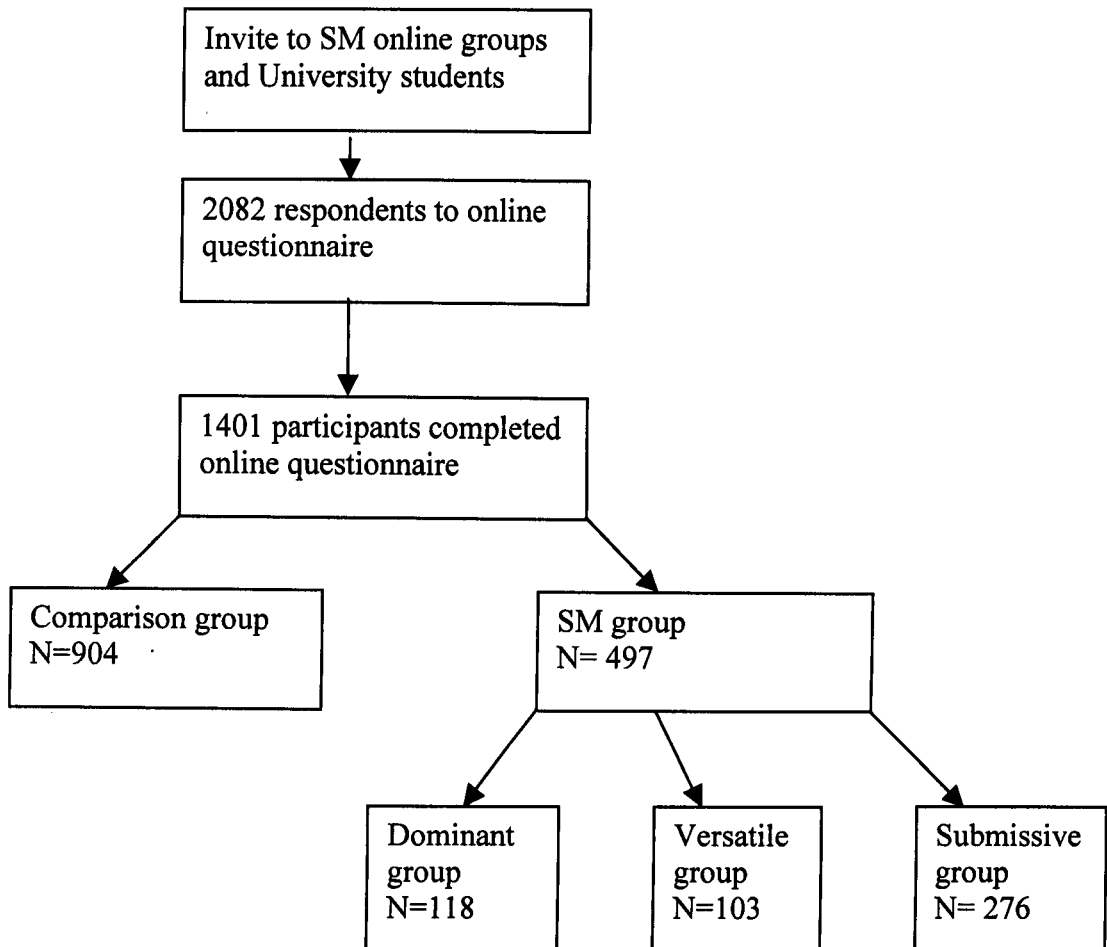 Invite to SM online groups
and University students
2082 respondents to online
questionnaire
1401 participants completed
online questionnaire
Comparison group
N=904
SM group
N= 497
Dominant
group
N=118
Versatile
group
N=103
Submissive
group
N= 276